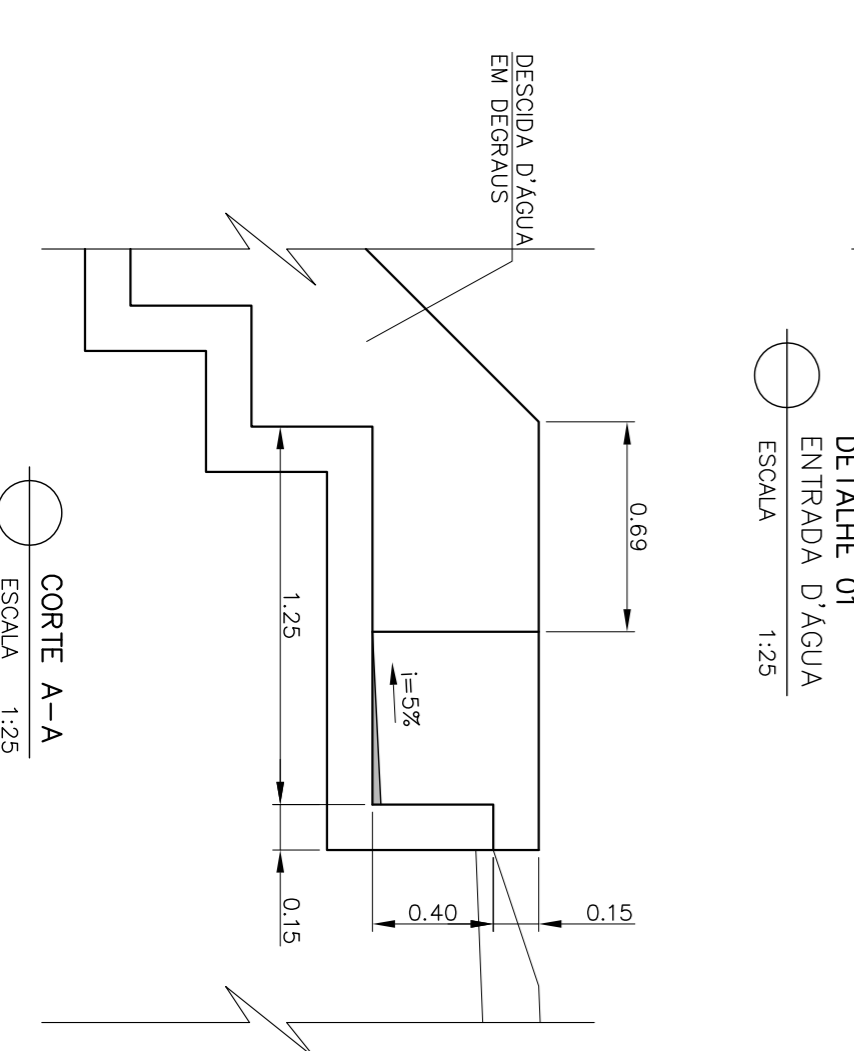 DETALHE 01
ENTRADA D'ÁGUA
ESCALA 1:25
0.69
DESCIDA D'ÁGUA
EM DEGRAUS
i=5%
1.25
0.15
0.40
0.15
CORTE A-A
ESCALA 1:25